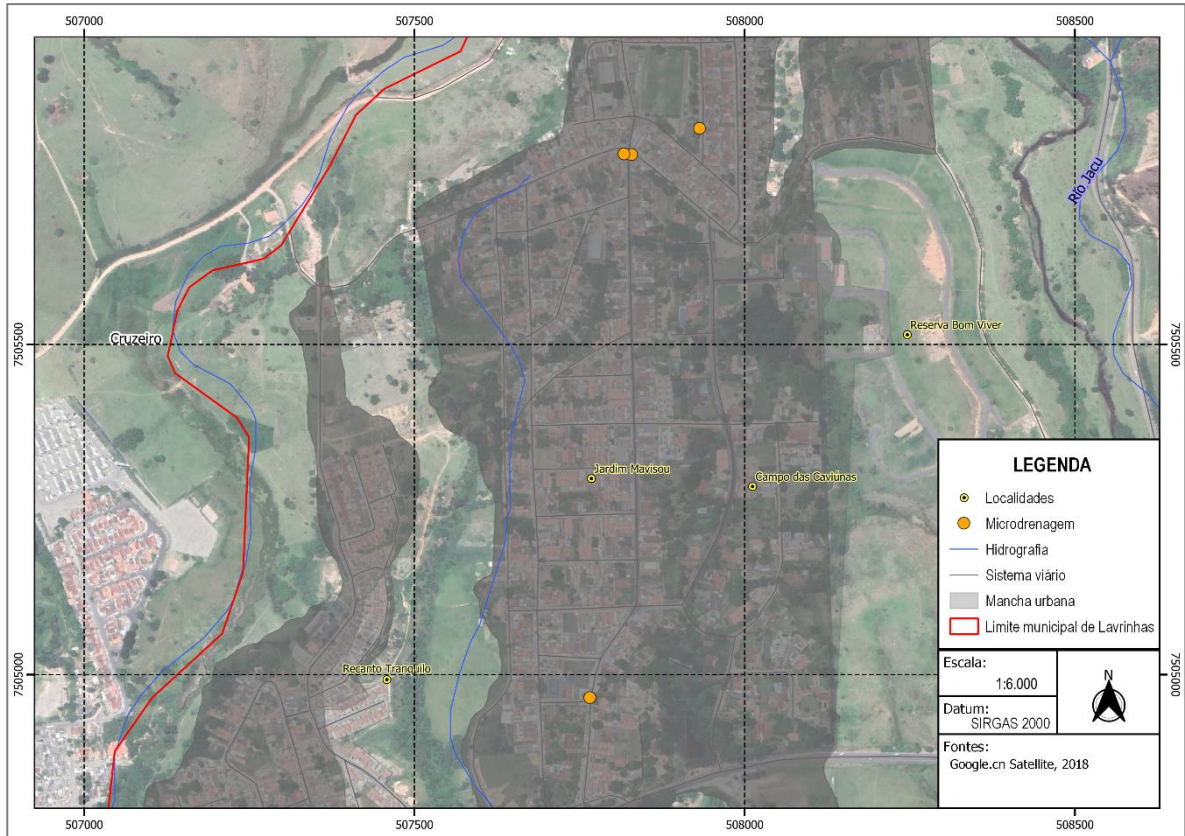 507000
507500
508000
508500
Rio Jacu
Reserva Bom Viver
Cruzeiro
7505500
7505500
Jardim Mavisou
Campo das Caviúnas
Recanto Tranquilo
7505000
7505000
LEGENDA
Localidades
Microdrenagem
Hidrografia
Sistema viário
Mancha urbana
Limite municipal de Lavrinhas
Escala:
1:6.000
Datum:
SIRGAS 2000
N
Fontes:
Google.cn Satellite, 2018
507000
507500
508000
508500